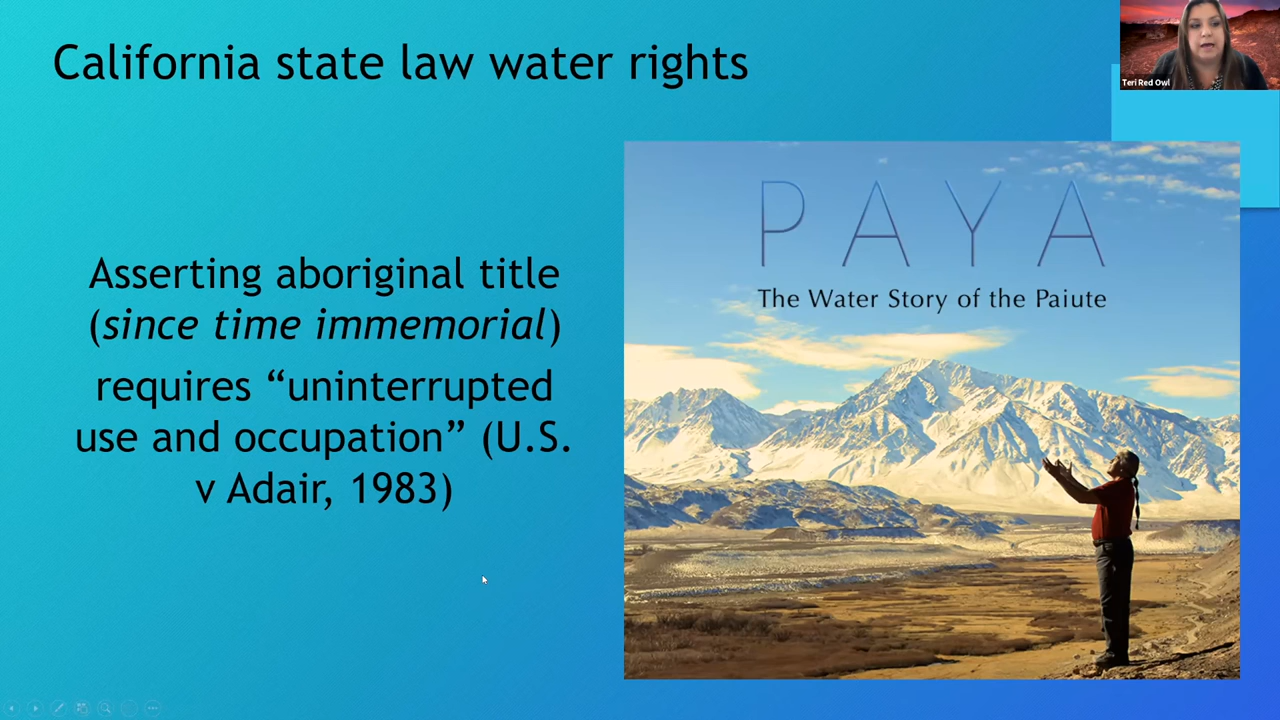 California state law water rights
Teri Red Owl
Asserting aboriginal title
(since time immemorial)
requires “uninterrupted
use and occupation” (U.S.
v Adair, 1983)
PAYA
The Water Story of the Paiute